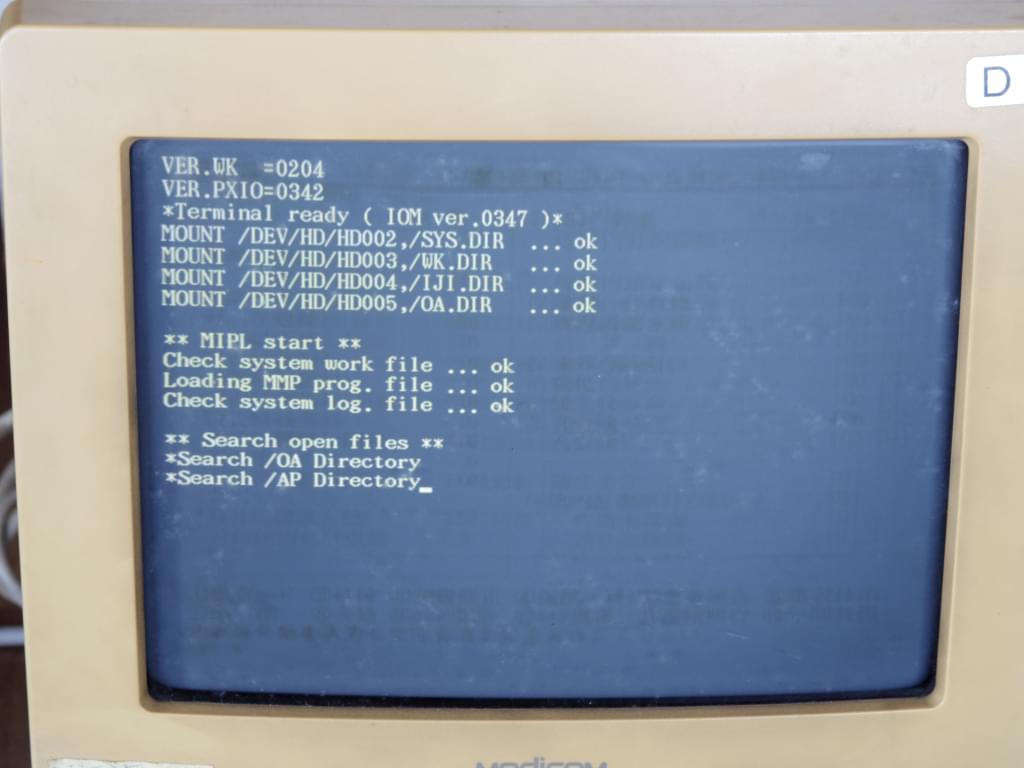 D
VER.WK =0204
VER.PXIO=0342
*Terminal ready ( IOM ver.0347 )*
MOUNT /DEV/HD/HD002,/SYS.DIR ... ok
MOUNT /DEV/HD/HD003,/WK.DIR ... ok
MOUNT /DEV/HD/HD004,/IJI.DIR ... ok
MOUNT /DEV/HD/HD005,/OA.DIR ... ok
** MIPL start **
Check system work file ... ok
Loading MMP prog. file ... ok
Check system log. file ... ok
** Search open files **
*Search /OA Directory
*Search /AP Directory_
Medicom